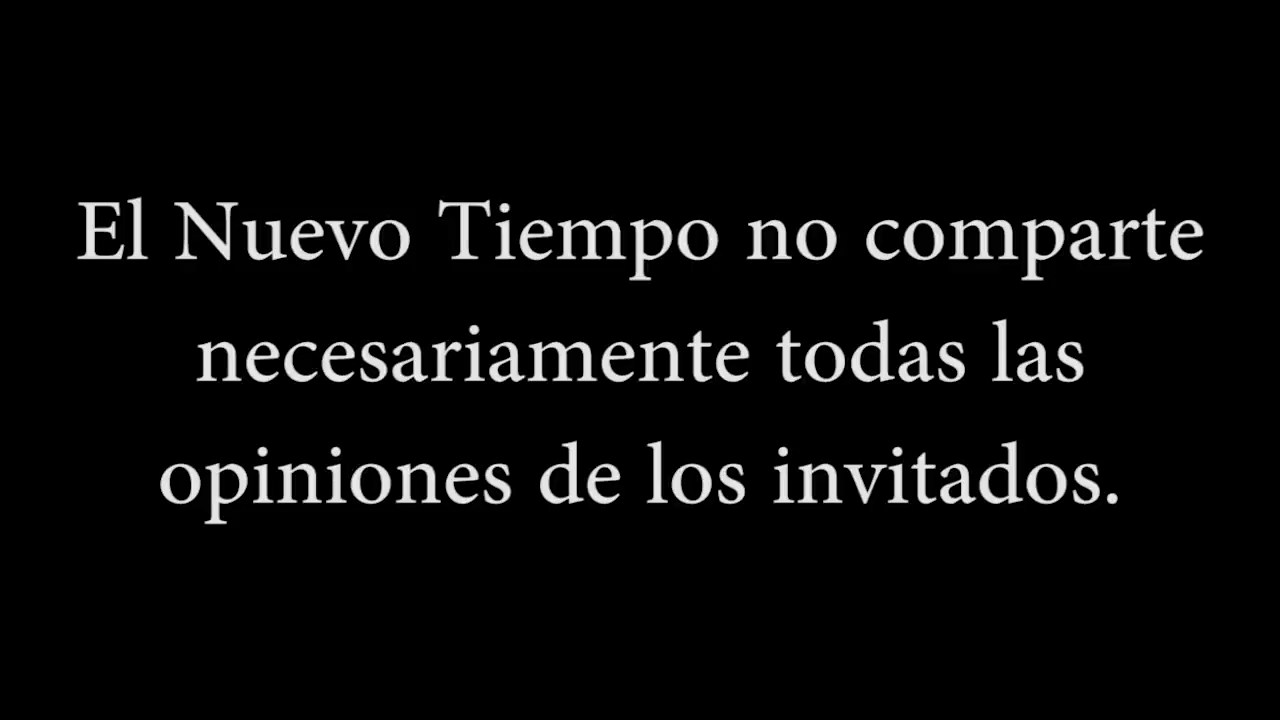 El Nuevo Tiempo no comparte
necesariamente todas las
opiniones de los invitados.